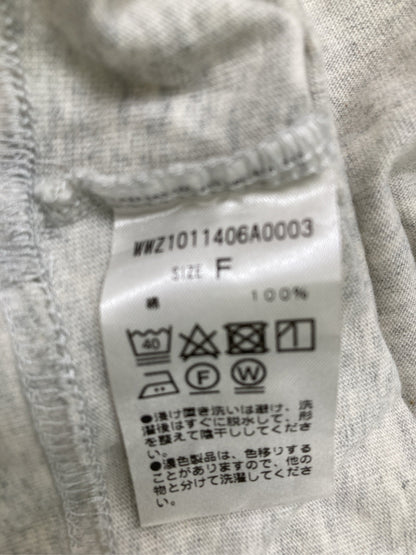 WWZ1011406A0003
SIZE F
綿 100%
40
F W
●漬け置き洗いは避け、洗
濯後はすぐに脱水して、形
を整えて陰干ししてくださ
い。
●濃色製品は、色移りする
ことがありますので、他の
物と分けて洗濯してくださ
い。